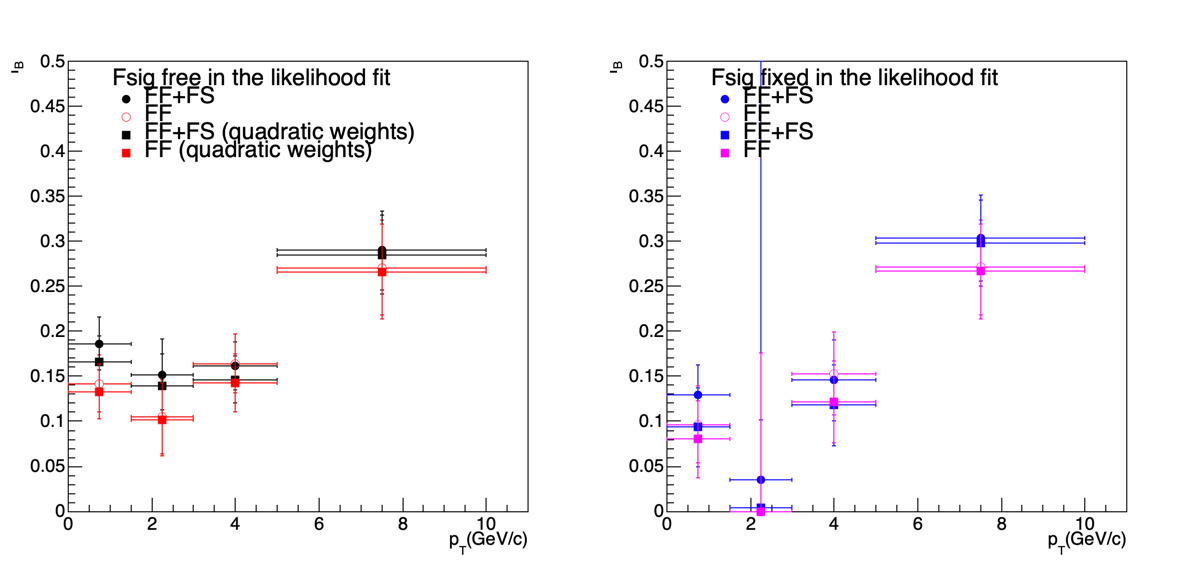 0.5
0.45
0.4
0.35
0.3
0.25
0.2
0.15
0.1
0.05
0
B
Fsig free in the likelihood fit
FF+FS
FF
FF+FS (quadratic weights)
FF (quadratic weights)
0 2 4 6 8 10
pT(GeV/c)
0.5
0.45
0.4
0.35
0.3
0.25
0.2
0.15
0.1
0.05
0
B
Fsig fixed in the likelihood fit
FF+FS
FF
FF+FS
FF
0 2 4 6 8 10
pT(GeV/c)